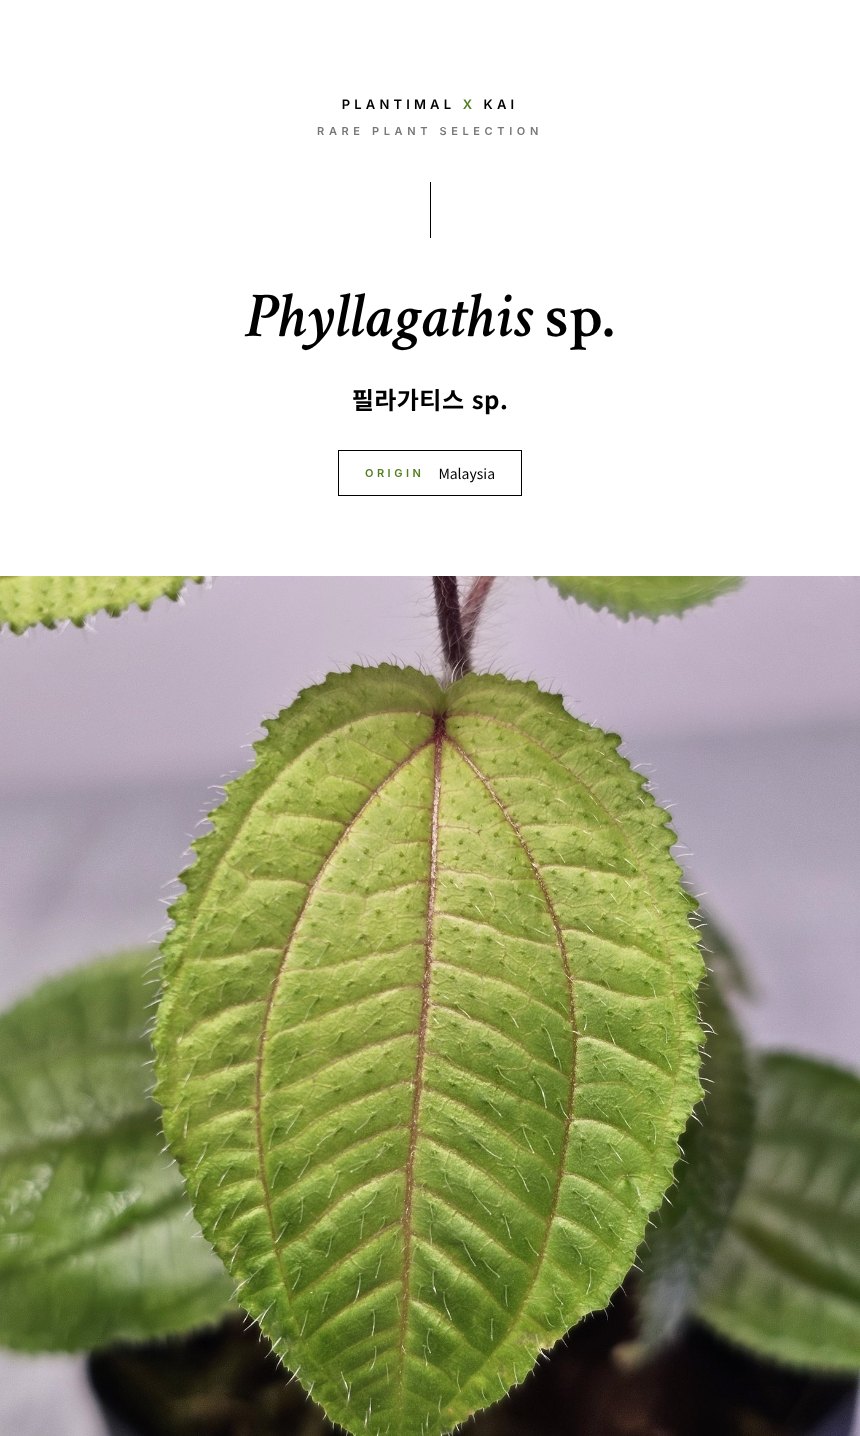 PLANTIMAL X KAI
RARE PLANT SELECTION
Phyllagathis sp.
필라가티스 sp.
ORIGIN Malaysia